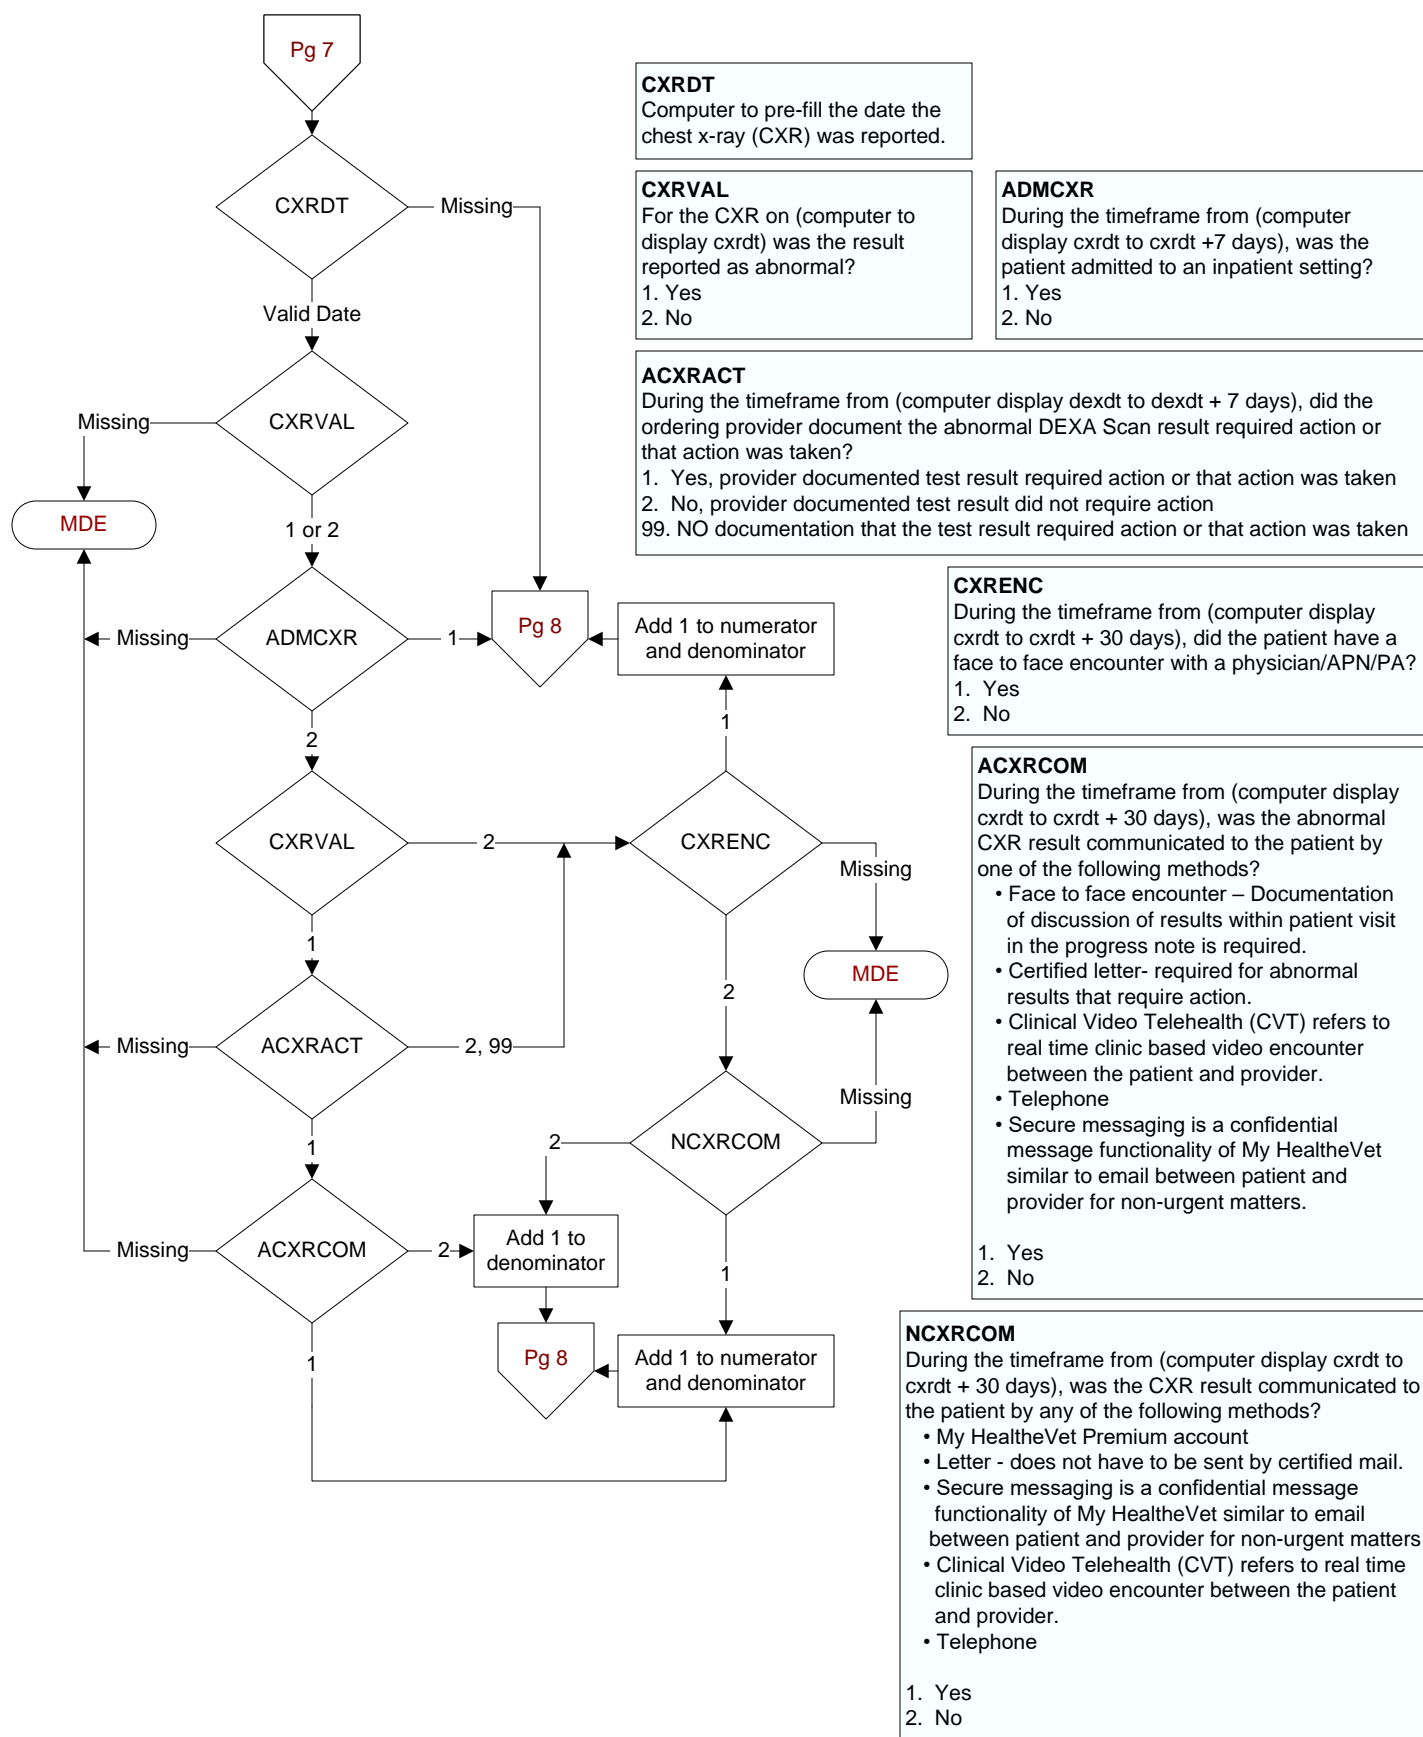 Pg 7
CXRDT
Missing
Valid Date
CXRVAL
Missing
MDE
1 or 2
ADMCXR
Missing
1
Pg 8
Add 1 to numerator
and denominator
2
1
CXRVAL
2
CXRENC
Missing
1
MDE
2
ACXRACT
Missing
2, 99
NCXRCOM
Missing
2
1
ACXRCOM
Missing
2
Add 1 to
denominator
1
1
Pg 8
Add 1 to numerator
and denominator
CXRDT
Computer to pre-fill the date the
chest x-ray (CXR) was reported.
CXRVAL
For the CXR on (computer to
display cxrdt) was the result
reported as abnormal?
1. Yes
2. No
ADMCXR
During the timeframe from (computer
display cxrdt to cxrdt +7 days), was the
patient admitted to an inpatient setting?
1. Yes
2. No
ACXRACT
During the timeframe from (computer display dexdt to dexdt + 7 days), did the
ordering provider document the abnormal DEXA Scan result required action or
that action was taken?
1. Yes, provider documented test result required action or that action was taken
2. No, provider documented test result did not require action
99. NO documentation that the test result required action or that action was taken
CXRENC
During the timeframe from (computer display
cxrdt to cxrdt + 30 days), did the patient have a
face to face encounter with a physician/APN/PA?
1. Yes
2. No
ACXRCOM
During the timeframe from (computer display
cxrdt to cxrdt + 30 days), was the abnormal
CXR result communicated to the patient by
one of the following methods?
• Face to face encounter – Documentation
of discussion of results within patient visit
in the progress note is required.
• Certified letter- required for abnormal
results that require action.
• Clinical Video Telehealth (CVT) refers to
real time clinic based video encounter
between the patient and provider.
• Telephone
• Secure messaging is a confidential
message functionality of My HealtheVet
similar to email between patient and
provider for non-urgent matters.
1. Yes
2. No
NCXRCOM
During the timeframe from (computer display cxrdt to
cxrdt + 30 days), was the CXR result communicated to
the patient by any of the following methods?
• My HealtheVet Premium account
• Letter - does not have to be sent by certified mail.
• Secure messaging is a confidential message
functionality of My HealtheVet similar to email
between patient and provider for non-urgent matters
• Clinical Video Telehealth (CVT) refers to real time
clinic based video encounter between the patient
and provider.
• Telephone
1. Yes
2. No